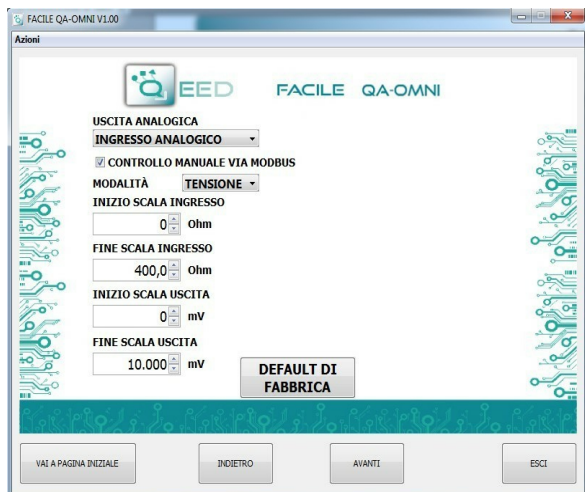 FACILE QA-OMNI V1.00
Azioni
QEED FACILE QA-OMNI
USCITA ANALOGICA
INGRESSO ANALOGICO
CONTROLLO MANUALE VIA MODBUS
MODALITÀ TENSIONE
INIZIO SCALA INGRESSO
0 Ohm
FINE SCALA INGRESSO
400,0 Ohm
INIZIO SCALA USCITA
0 mV
FINE SCALA USCITA
10.000 mV
DEFAULT DI
FABBRICA
VAI A PAGINA INIZIALE INDIETRO AVANTI ESCI